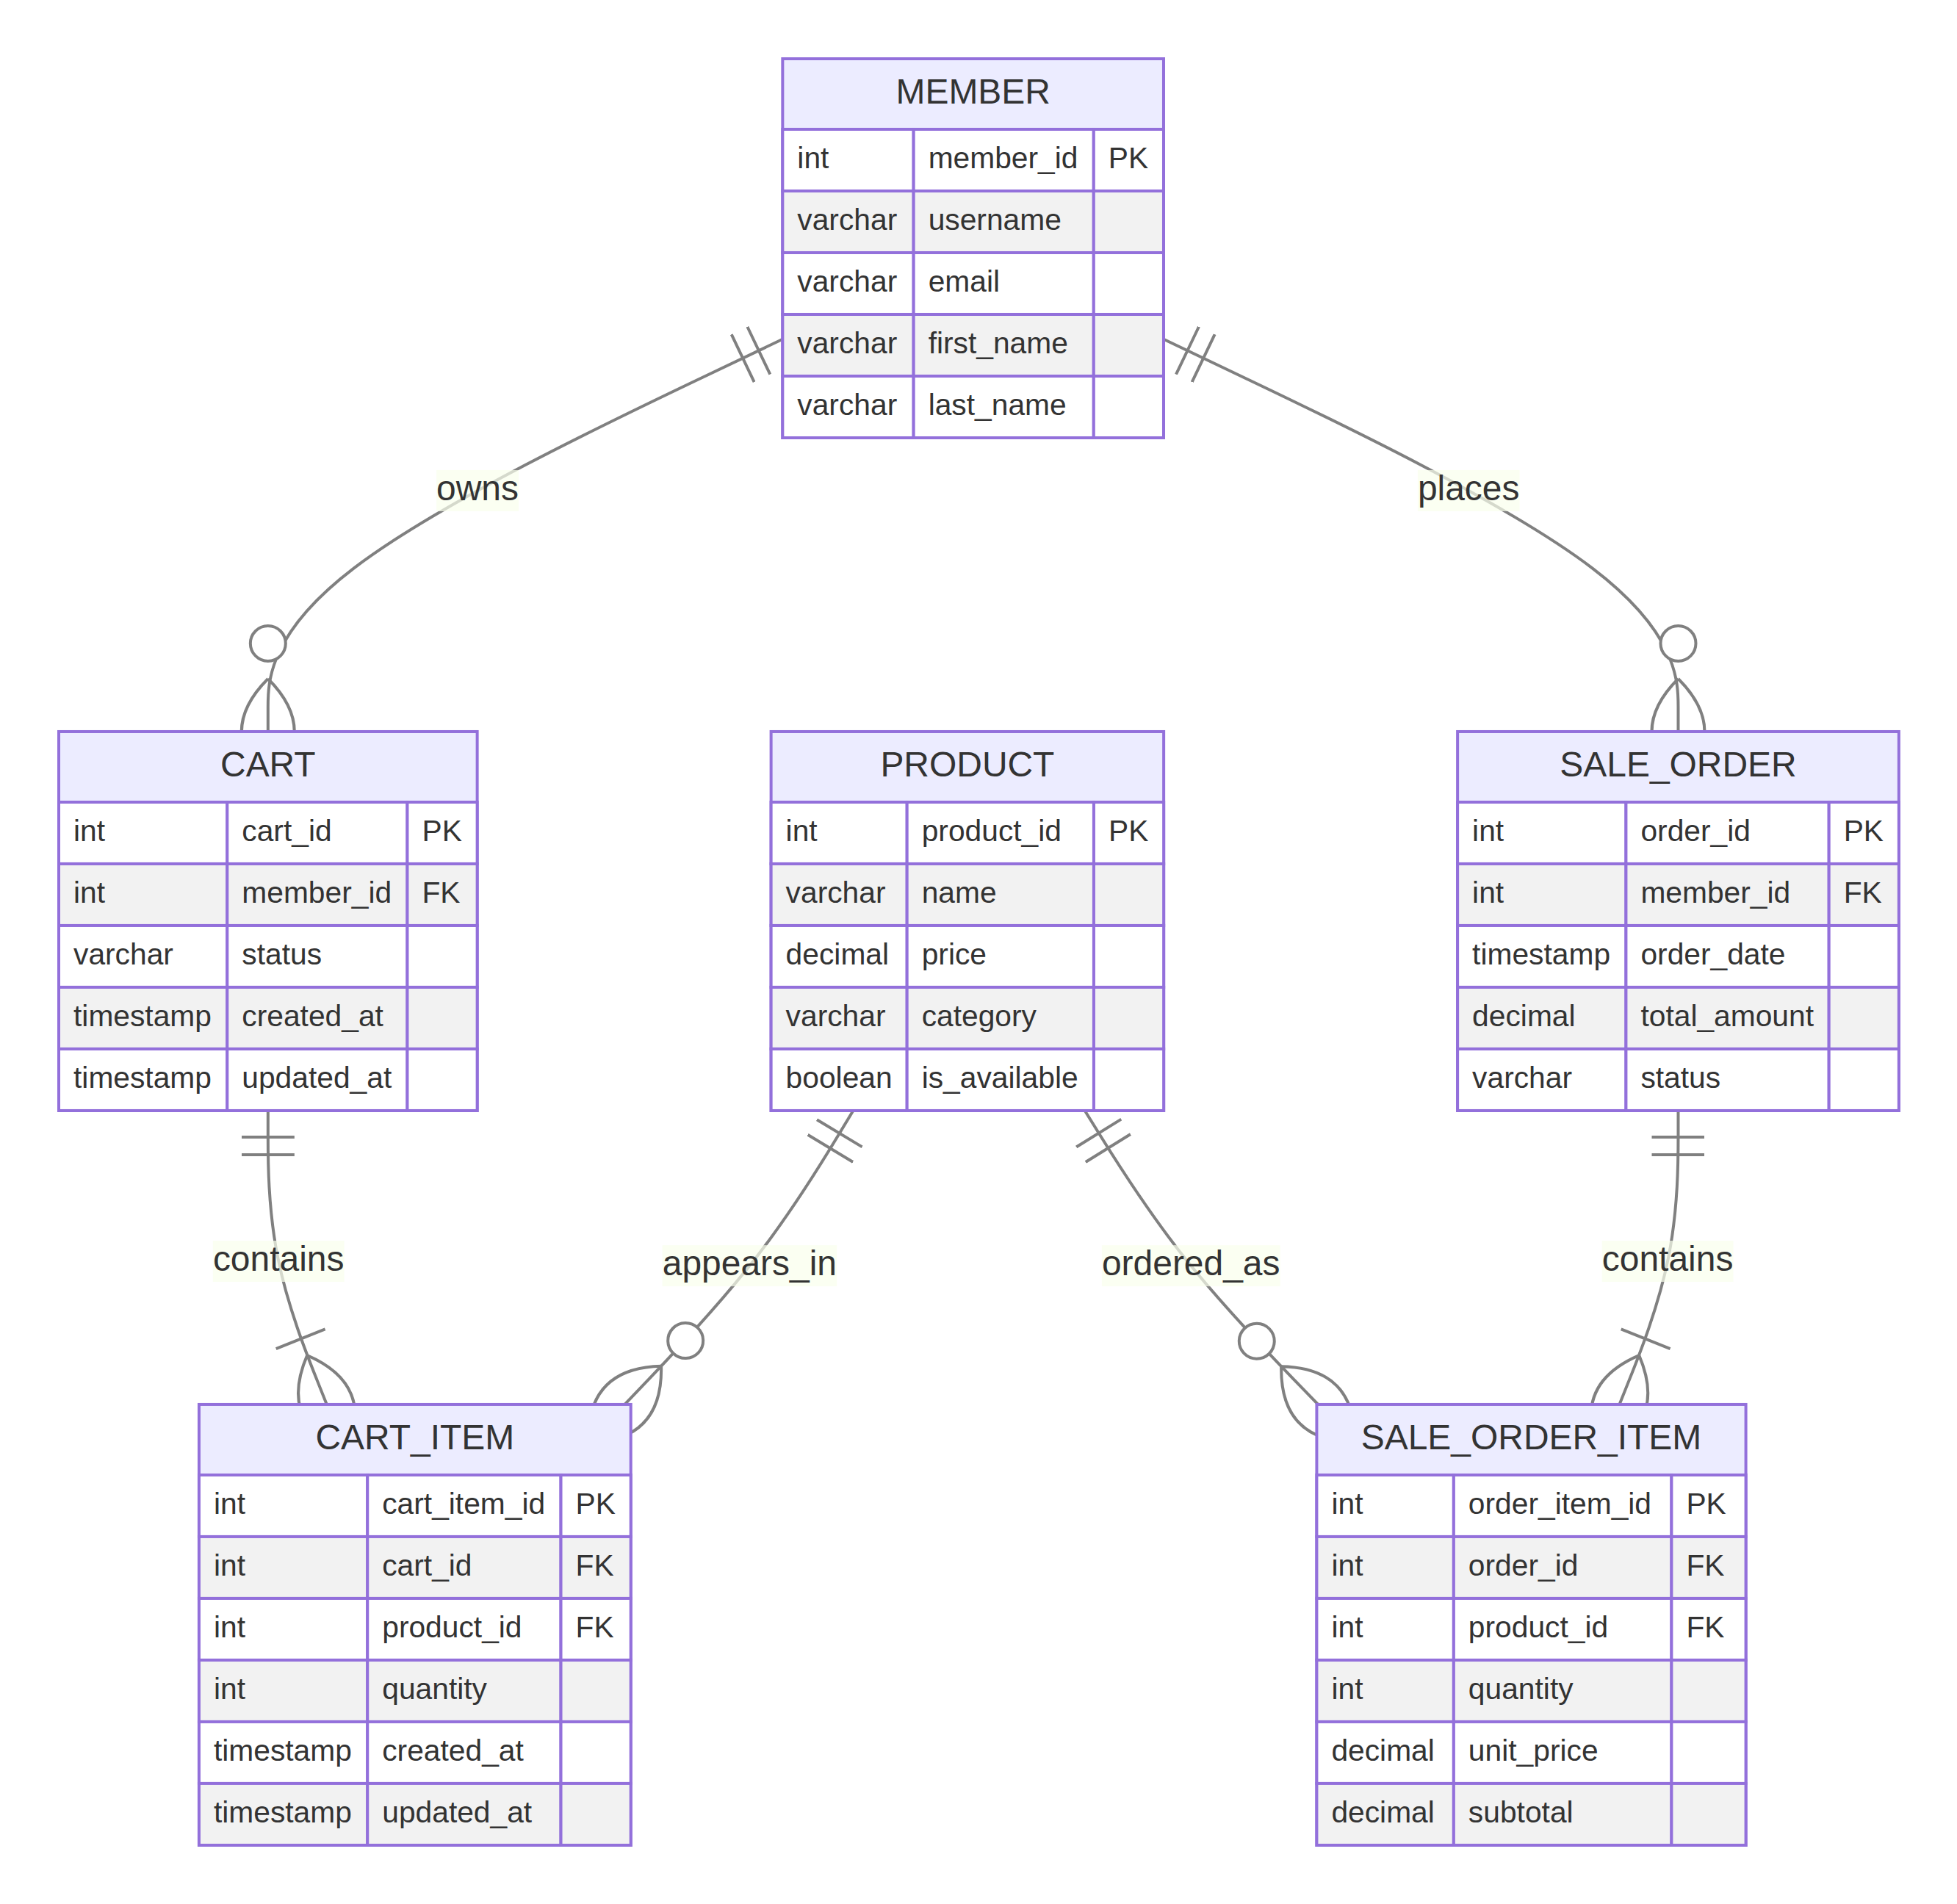 MEMBER
int member_id PK
varchar username
varchar email
varchar first_name
varchar last_name
owns
places
CART
int cart_id PK
int member_id FK
varchar status
timestamp created_at
timestamp updated_at
PRODUCT
int product_id PK
varchar name
decimal price
varchar category
boolean is_available
SALE_ORDER
int order_id PK
int member_id FK
timestamp order_date
decimal total_amount
varchar status
contains
appears_in
ordered_as
contains
CART_ITEM
int cart_item_id PK
int cart_id FK
int product_id FK
int quantity
timestamp created_at
timestamp updated_at
SALE_ORDER_ITEM
int order_item_id PK
int order_id FK
int product_id FK
int quantity
decimal unit_price
decimal subtotal